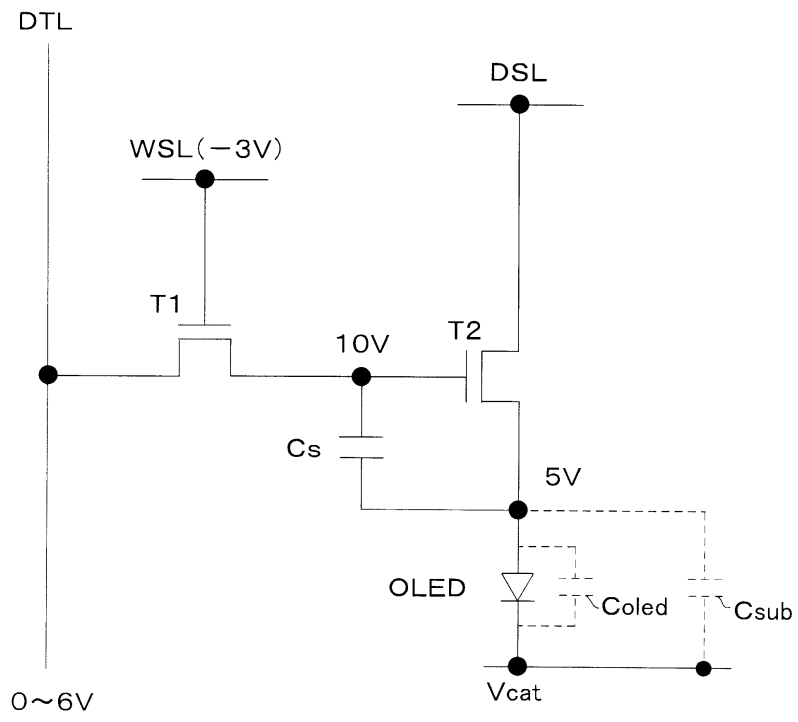 DTL
DSL
WSL(−3V)
T1
T2
10V
Cs
5V
OLED
Coled
Csub
Vcat
0～6V